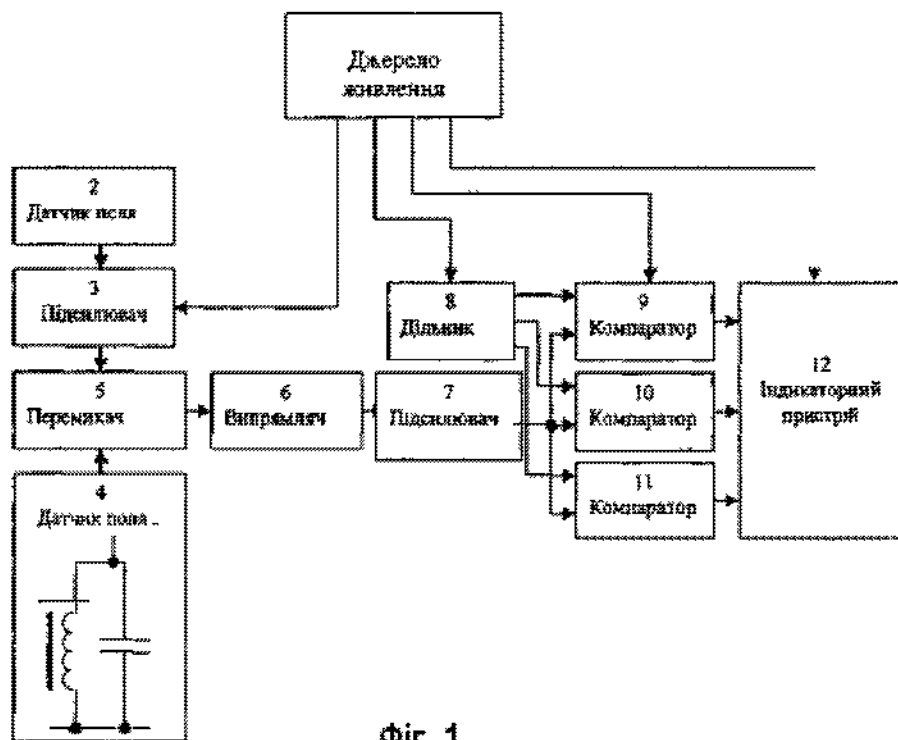 Джерело
живлення
2
Датчик поля
3
Підсилювач
5
Перемикач
4
Датчик поля
6
Випрямляч
7
Підсилювач
8
Дільник
9
Компаратор
10
Компаратор
11
Компаратор
12
Індикаторний
пристрій
Фіг. 1